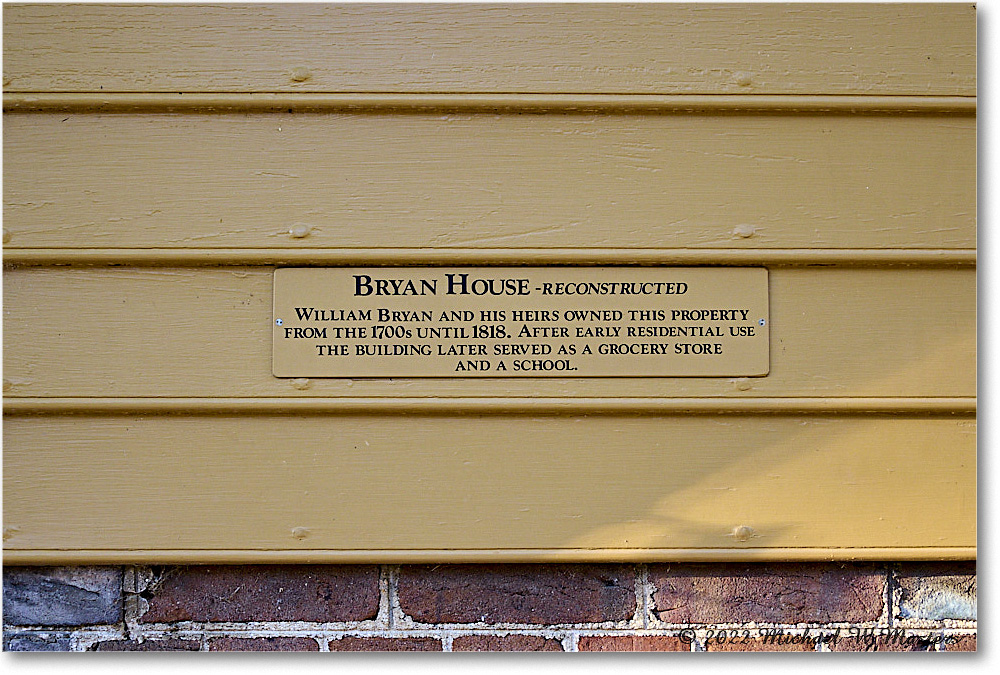 BRYAN HOUSE -RECONSTRUCTED
WILLIAM BRYAN AND HIS HEIRS OWNED THIS PROPERTY
FROM THE 1700s UNTIL 1818. AFTER EARLY RESIDENTIAL USE
THE BUILDING LATER SERVED AS A GROCERY STORE
AND A SCHOOL.
© 2022 Michael W.